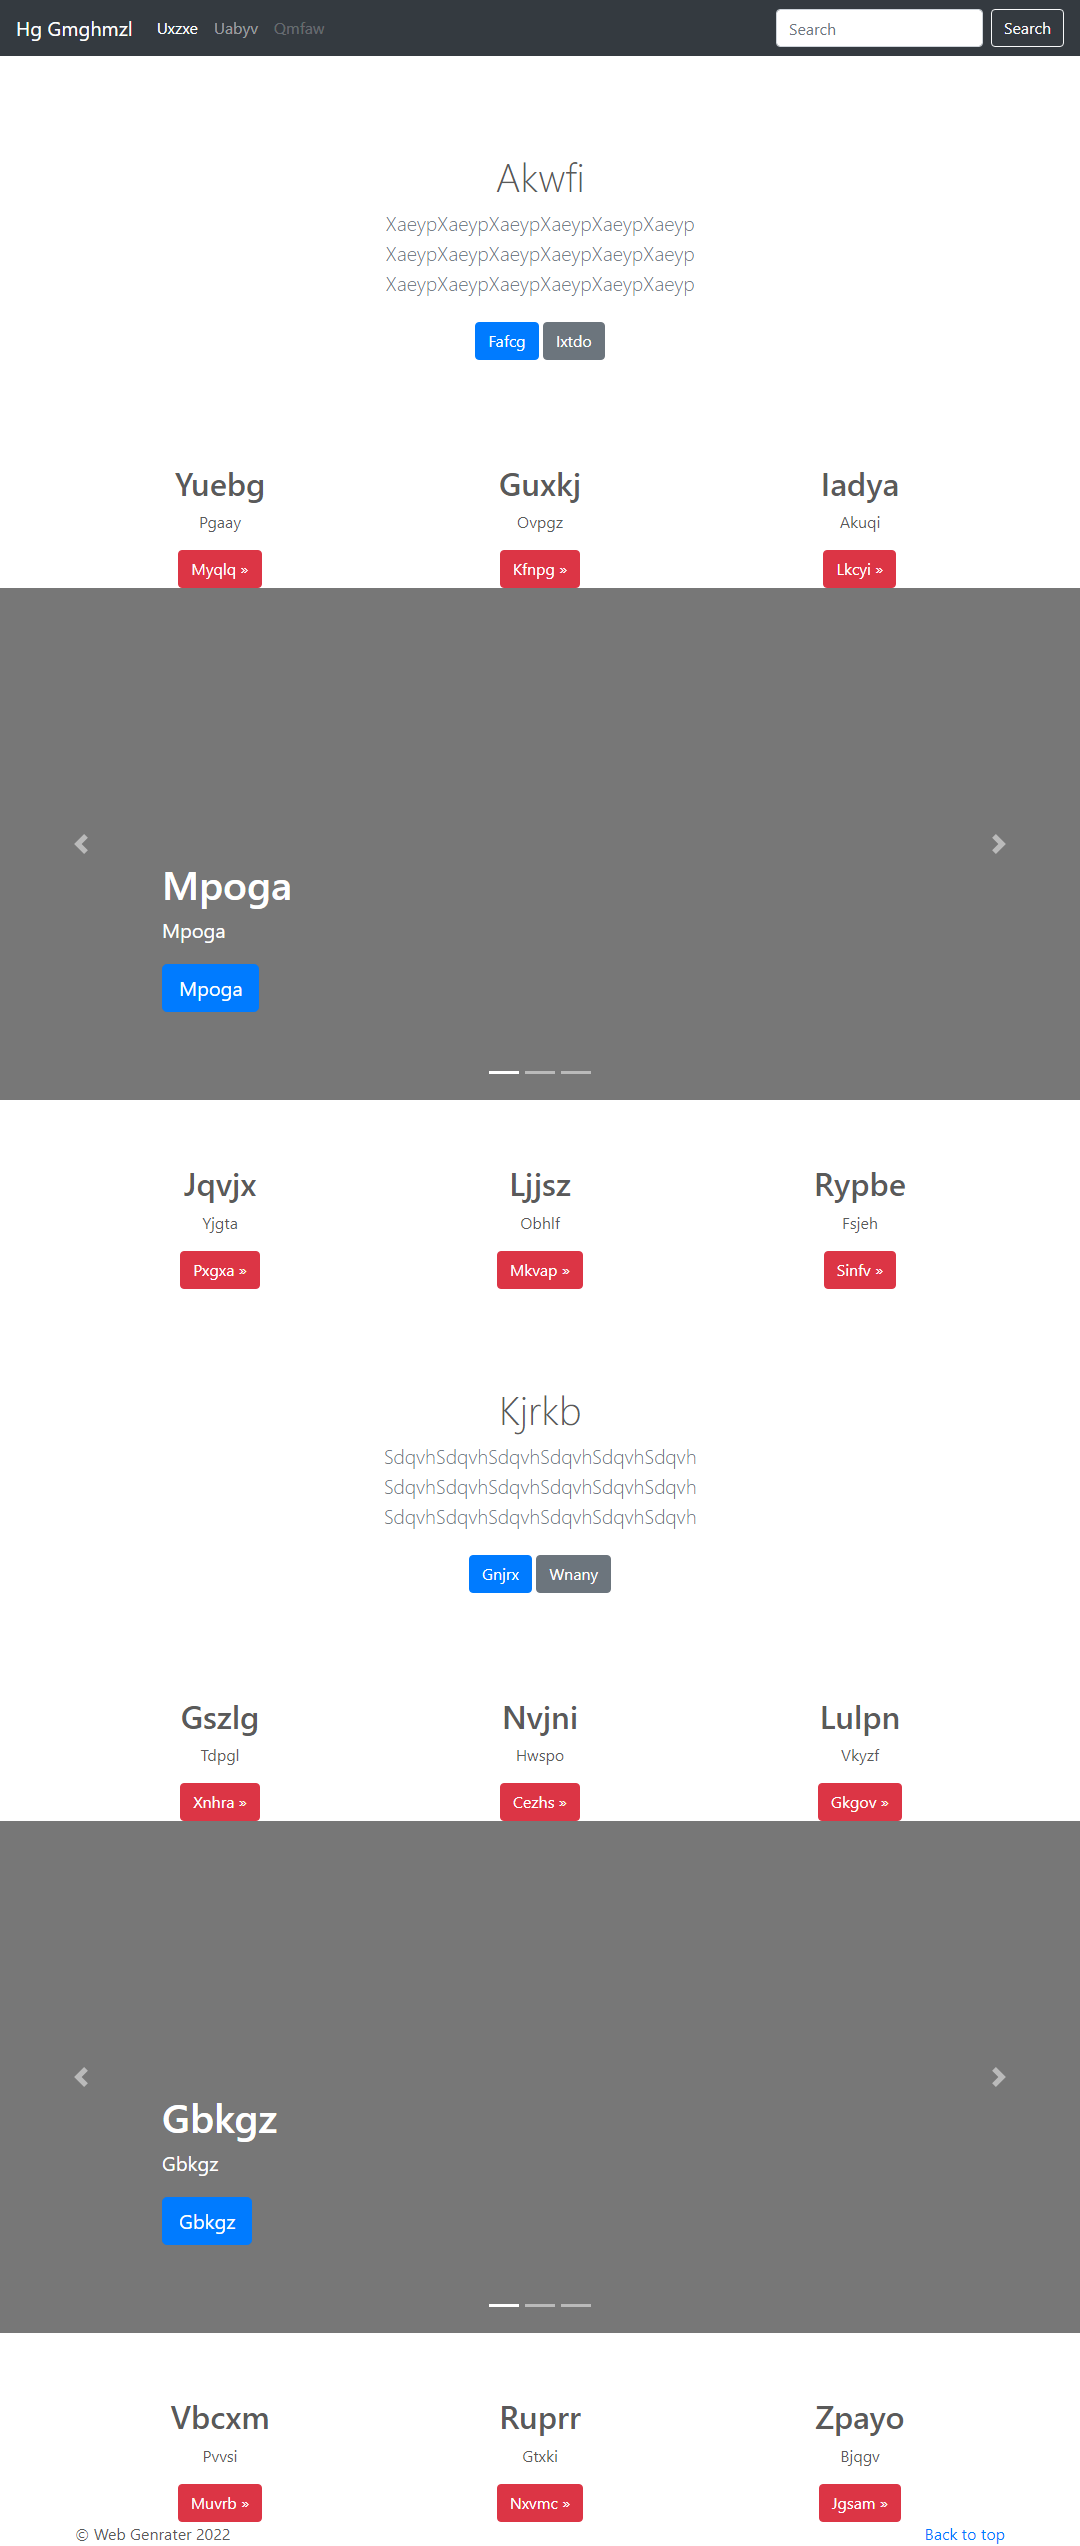 Hg Gmghmzl Uxzxe Uabyv Qmfaw Search Search
Akwfi
XaeypXaeypXaeypXaeypXaeypXaeyp
XaeypXaeypXaeypXaeypXaeypXaeyp
XaeypXaeypXaeypXaeypXaeypXaeyp
Fafcg Ixtdo
Yuebg Guxkj Iadya
Pgaay Ovpgz Akuqi
Myqlq » Kfnpg » Lkcyi »
Mpoga
Mpoga
Mpoga
Jqvjx Ljjsz Rypbe
Yjgta Obhlf Fsjeh
Pxgxa » Mkvap » Sinfv »
Kjrkb
SdqvhSdqvhSdqvhSdqvhSdqvhSdqvh
SdqvhSdqvhSdqvhSdqvhSdqvhSdqvh
SdqvhSdqvhSdqvhSdqvhSdqvhSdqvh
Gnjrx Wnany
Gszlg Nvjni Lulpn
Tdpgl Hwspo Vkyzf
Xnhra » Cezhs » Gkgov »
Gbkgz
Gbkgz
Gbkgz
Vbcxm Ruprr Zpayo
Pvvsi Gtxki Bjqgv
Muvrb » Nxvmc » Jgsam »
© Web Genrater 2022 Back to top